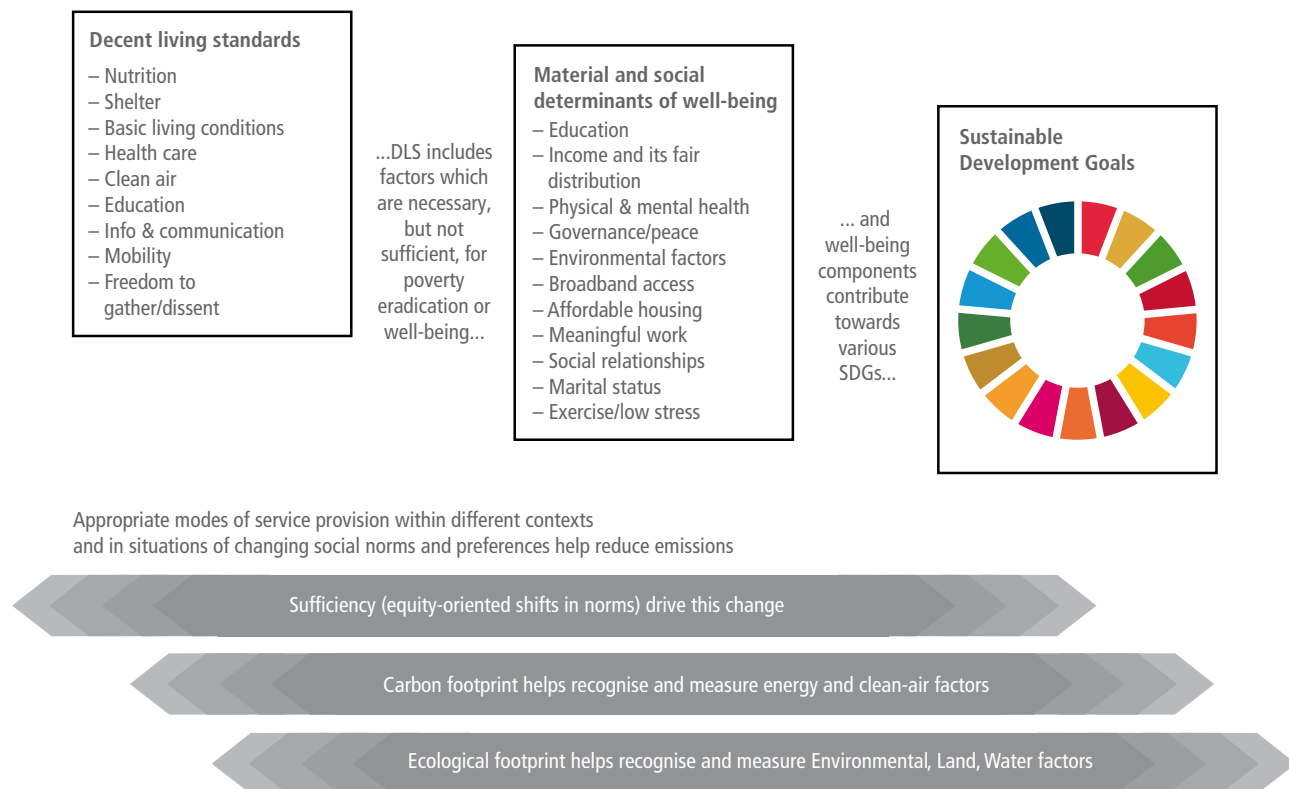 Decent living standards
– Nutrition
– Shelter
– Basic living conditions
– Health care
– Clean air
– Education
– Info & communication
– Mobility
– Freedom to
gather/dissent
...DLS includes
factors which
are necessary,
but not
sufficient, for
poverty
eradication or
well-being...
Material and social
determinants of well-being
– Education
– Income and its fair
distribution
– Physical & mental health
– Governance/peace
– Environmental factors
– Broadband access
– Affordable housing
– Meaningful work
– Social relationships
– Marital status
– Exercise/low stress
... and
well-being
components
contribute
towards
various
SDGs...
Sustainable
Development Goals
Appropriate modes of service provision within different contexts
and in situations of changing social norms and preferences help reduce emissions
Sufficiency (equity-oriented shifts in norms) drive this change
Carbon footprint helps recognise and measure energy and clean-air factors
Ecological footprint helps recognise and measure Environmental, Land, Water factors